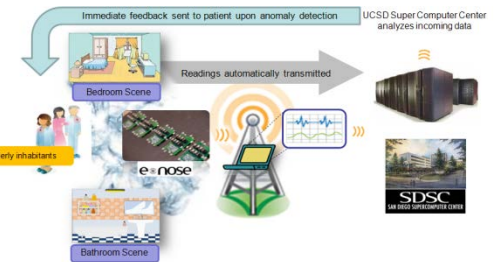 Immediate feedback sent to patient upon anomaly detection
UCSD Super Computer Center
analyzes incoming data
Readings automatically transmitted
Bedroom Scene
erly inhabitants
e nose
SDSC
SAN DIEGO SUPERCOMPUTER CENTER
Bathroom Scene